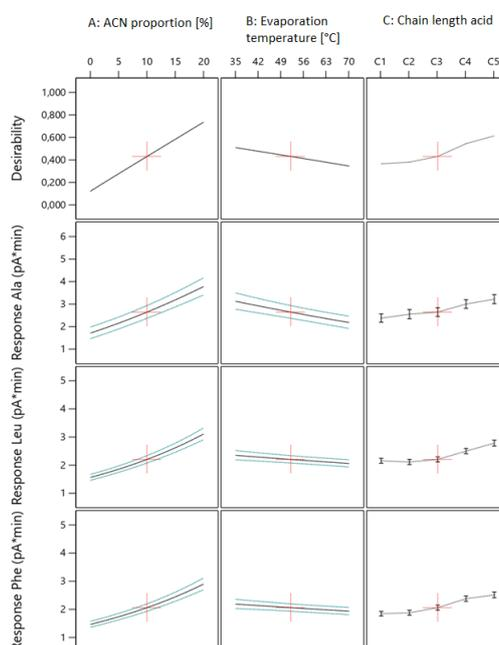 A: ACN proportion [%]
B: Evaporation
temperature [°C]
C: Chain length acid
0 5 10 15 20
35 42 49 56 63 70
C1 C2 C3 C4 C5
Desirability
1,000
0,800
0,600
0,400
0,200
0,000
Response Ala (pA*min)
6
5
4
3
2
1
Response Leu (pA*min)
5
4
3
2
1
Response Phe (pA*min)
5
4
3
2
1